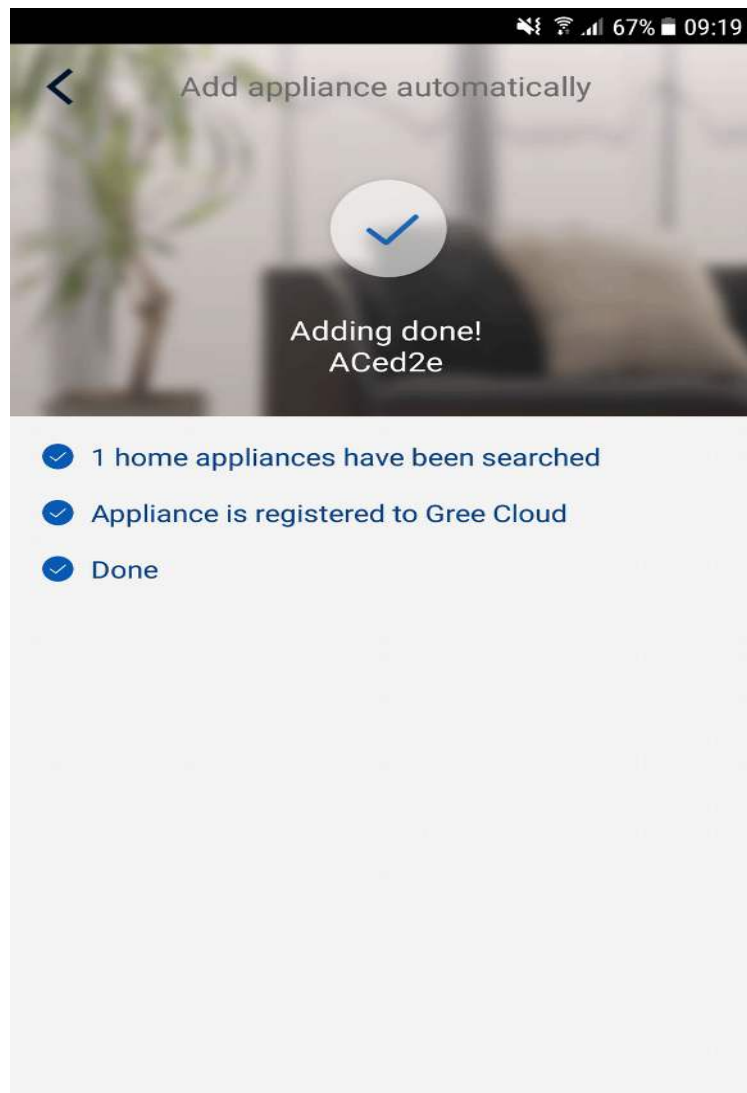 67% 09:19
Add appliance automatically
Adding done!
ACed2e
1 home appliances have been searched
Appliance is registered to Gree Cloud
Done